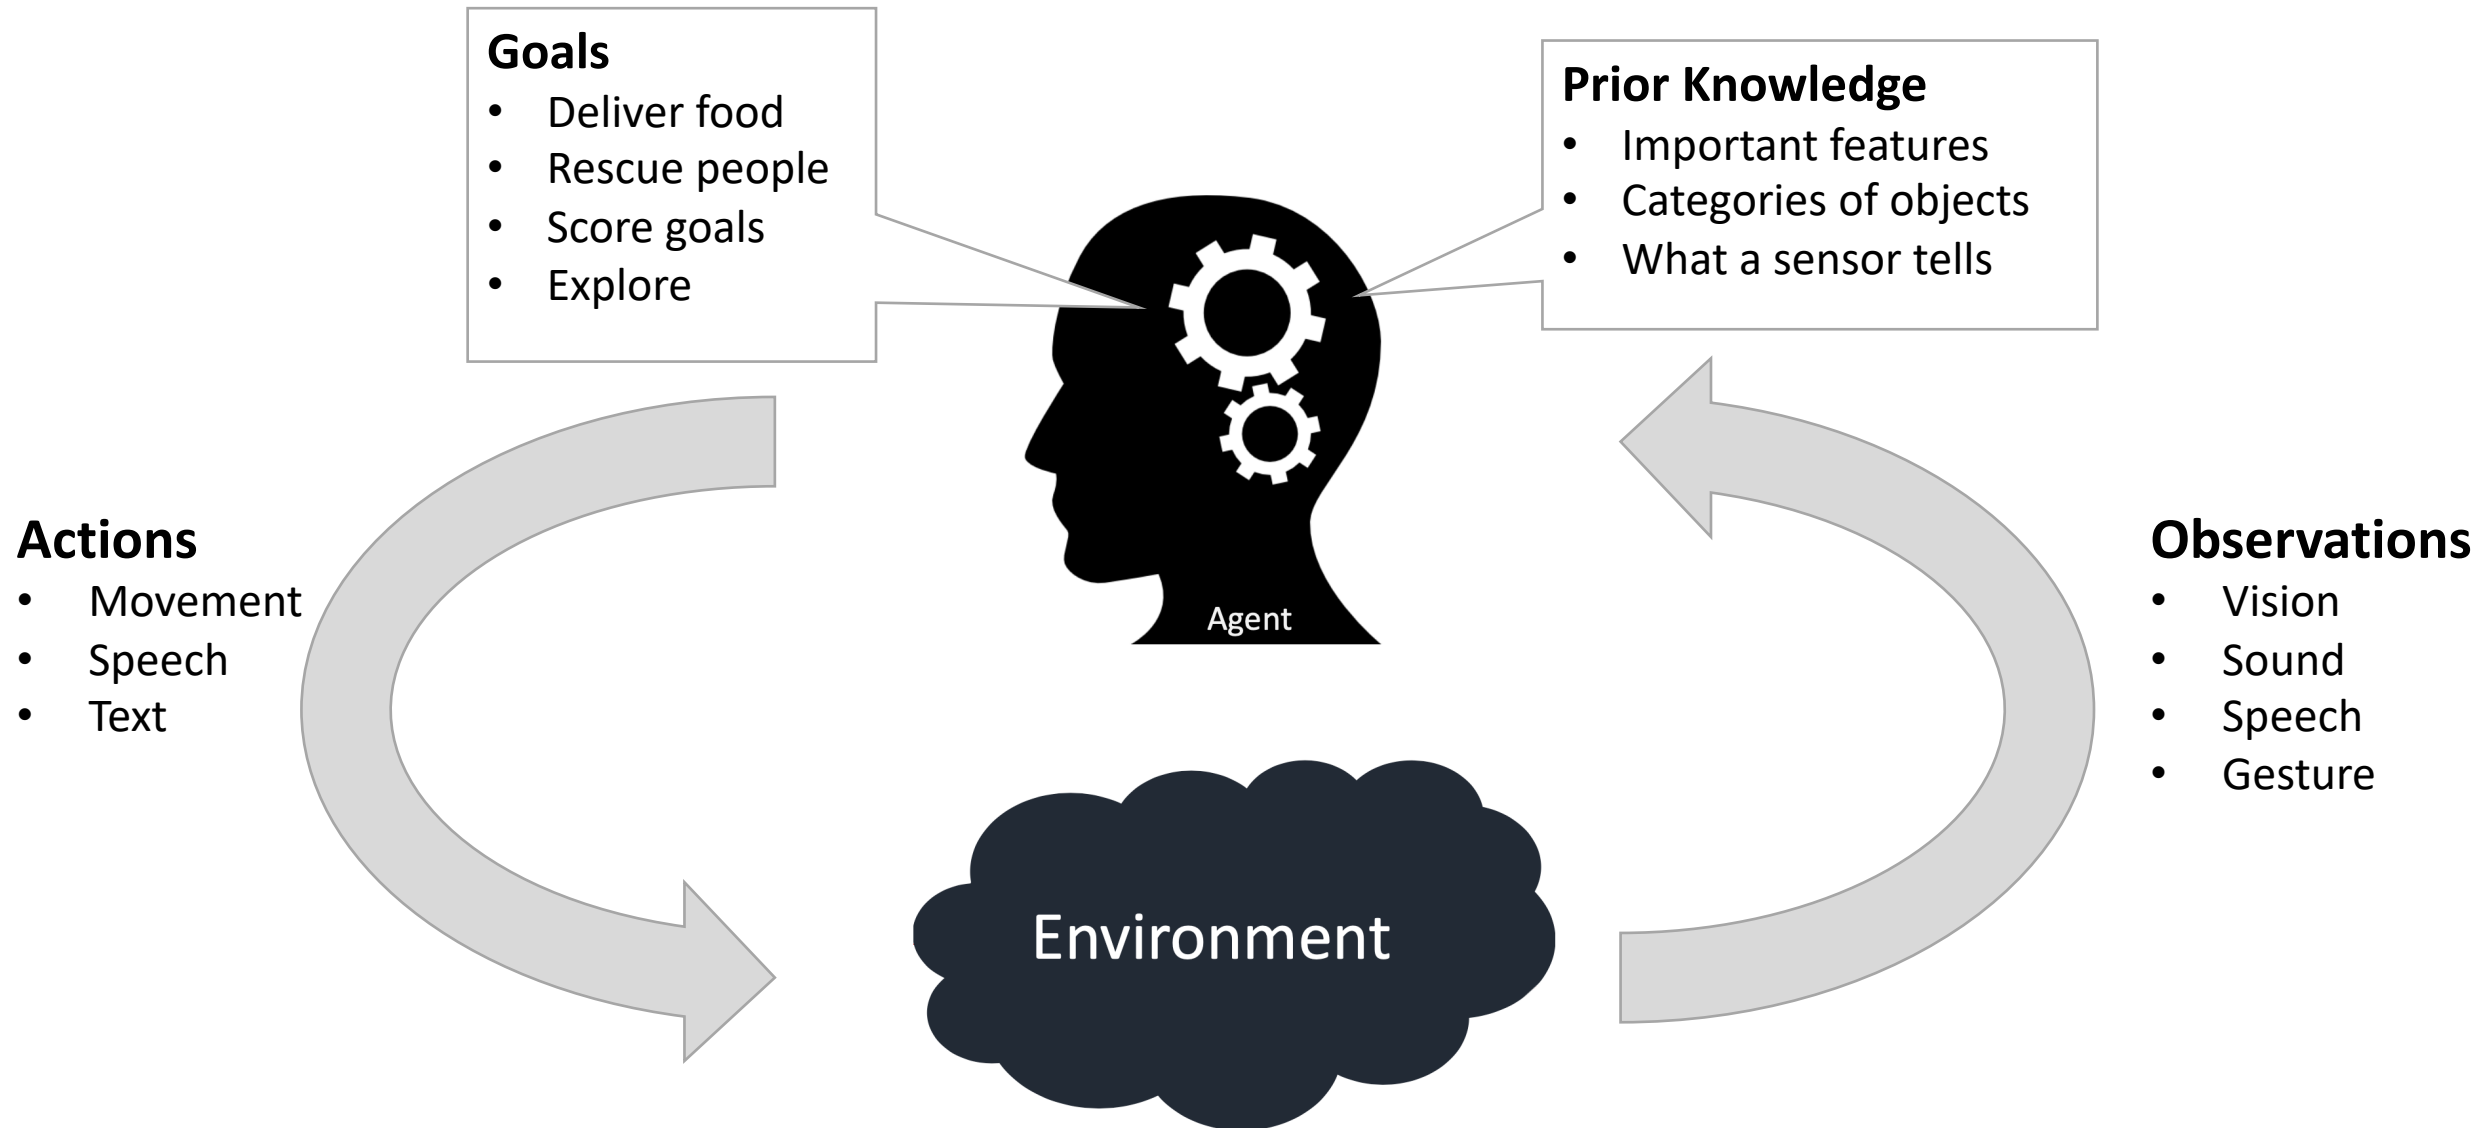 Goals
• Deliver food
• Rescue people
• Score goals
• Explore
Prior Knowledge
• Important features
• Categories of objects
• What a sensor tells
Agent
Actions
• Movement
• Speech
• Text
Observations
• Vision
• Sound
• Speech
• Gesture
Environment